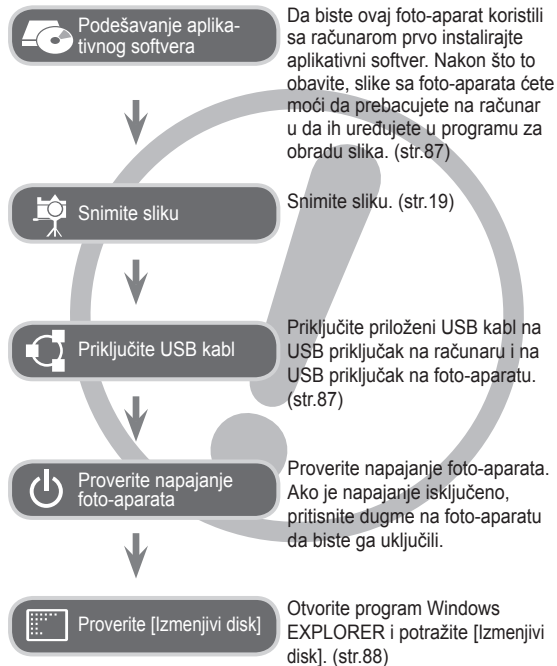 Podešavanje aplika-
tivnog softvera
Da biste ovaj foto-aparat koristili
sa računarom prvo instalirajte
aplikativni softver. Nakon što to
obavite, slike sa foto-aparata ćete
moći da prebacujete na računar
u da ih uređujete u programu za
obradu slika. (str.87)
Snimite sliku
Snimite sliku. (str.19)
Priključite USB kabl
Priključite priloženi USB kabl na
USB priključak na računaru i na
USB priključak na foto-aparatu.
(str.87)
Proverite napajanje
foto-aparata
Proverite napajanje foto-aparata.
Ako je napajanje isključeno,
pritisnite dugme na foto-aparatu
da biste ga uključili.
Proverite [Izmenjivi disk]
Otvorite program Windows
EXPLORER i potražite [Izmenjivi
disk]. (str.88)